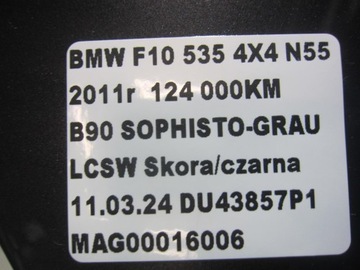 BMW F10 535 4X4 N55
2011r 124 000KM
B90 SOPHISTO-GRAU
LCSW Skora/czarna
11.03.24 DU43857P1
MAG00016006